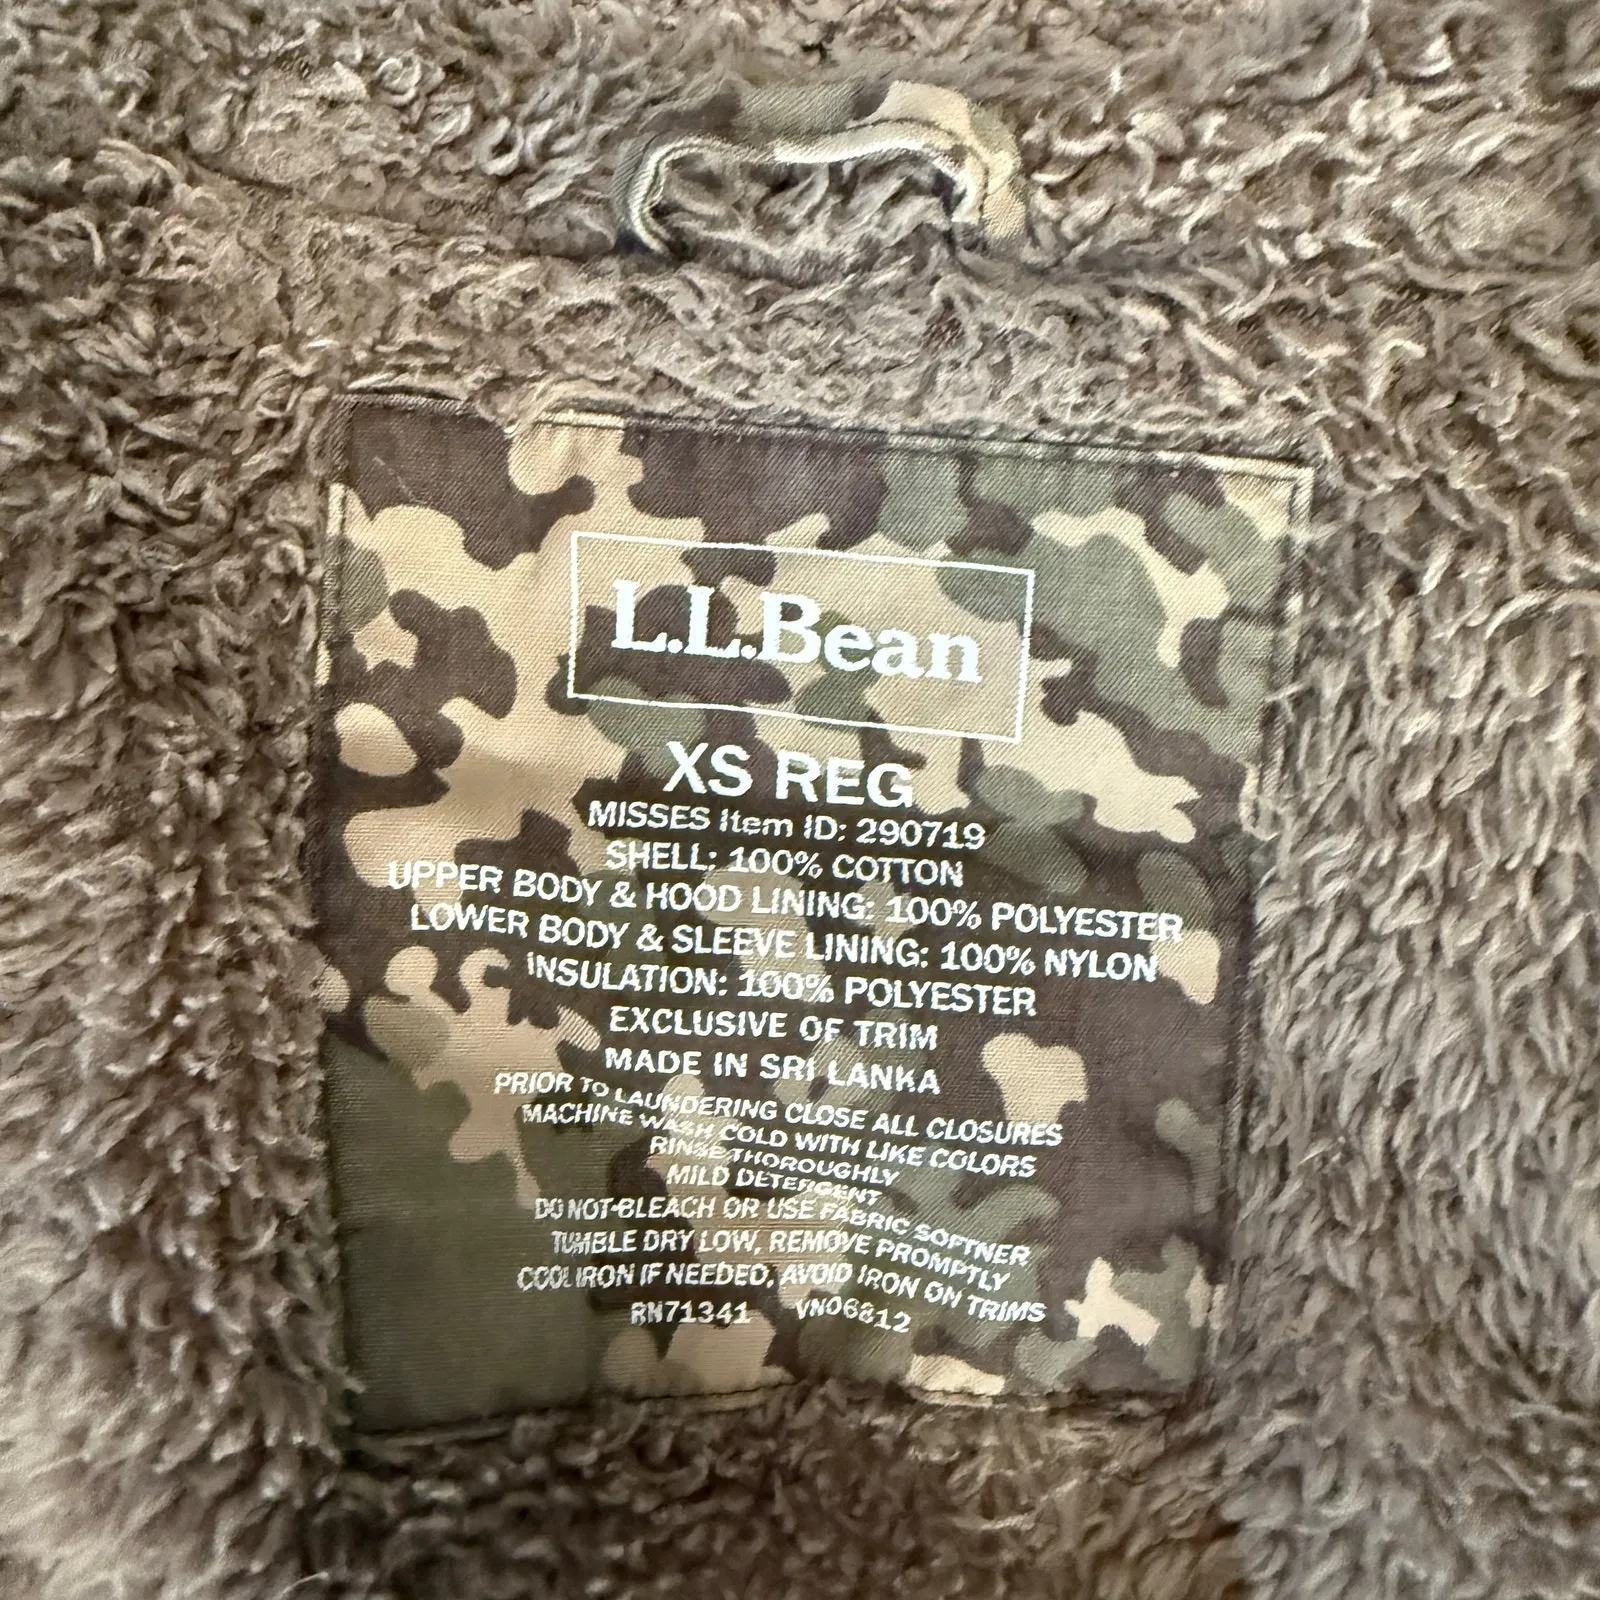 L.L.Bean
XS REG
MISSES Item ID: 290719
SHELL: 100% COTTON
UPPER BODY & HOOD LINING: 100% POLYESTER
LOWER BODY & SLEEVE LINING: 100% NYLON
INSULATION: 100% POLYESTER
EXCLUSIVE OF TRIM
MADE IN SRI LANKA
PRIOR TO LAUNDERING CLOSE ALL CLOSURES
MACHINE WASH COLD WITH LIKE COLORS
RINSE THOROUGHLY
MILD DETERGENT
DO NOT BLEACH OR USE FABRIC SOFTNER
TUMBLE DRY LOW, REMOVE PROMPTLY
COOL IRON IF NEEDED, AVOID IRON ON TRIMS
RN71341 VN06812